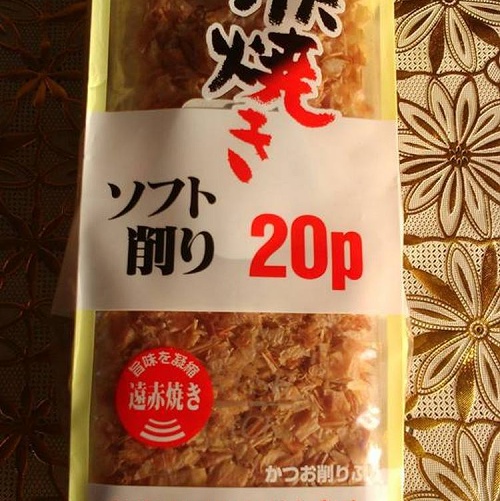 焼き
ソフト
削り
20p
旨味を凝縮
遠赤焼き
かつお削りぶし